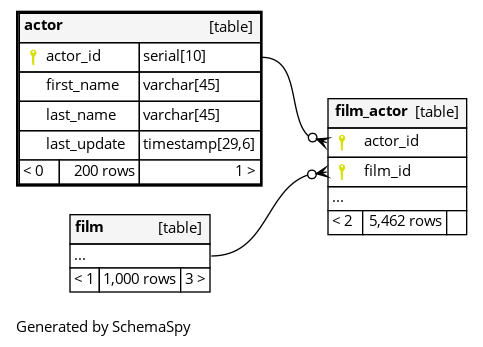 actor [table]
actor_id serial[10]
first_name varchar[45]
last_name varchar[45]
last_update timestamp[29,6]
< 0 200 rows 1 >
film_actor [table]
actor_id
film_id
...
< 2 5,462 rows
film [table]
...
< 1 1,000 rows 3 >
Generated by SchemaSpy